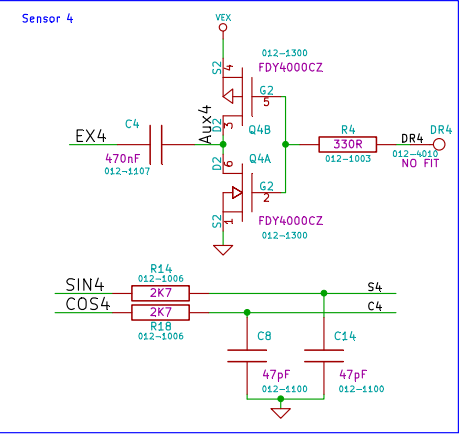 Sensor 4
VEX
012-1300
FDY4000CZ
S2
4
G2
5
Aux4
D2
3
Q4B
C4
EX4
470nF
012-1107
D2
6
Q4A
G2
2
R4
330R
012-1003
DR4
DR4
012-4010
NO FIT
S2
1
FDY4000CZ
012-1300
R14
012-1006
SIN4
2K7
S4
COS4
2K7
C4
R18
012-1006
C8
47pF
012-1100
C14
47pF
012-1100